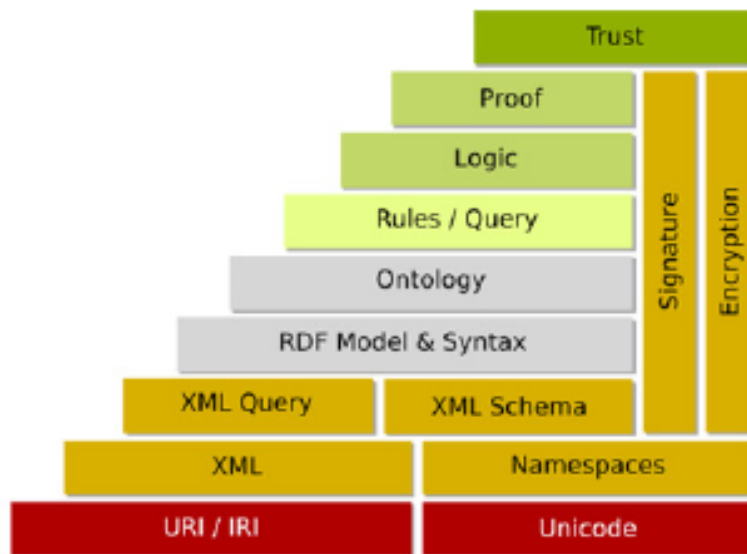 Trust
Proof
Logic
Rules / Query
Ontology
RDF Model & Syntax
XML Query
XML Schema
Signature
Encryption
XML
Namespaces
URI / IRI
Unicode